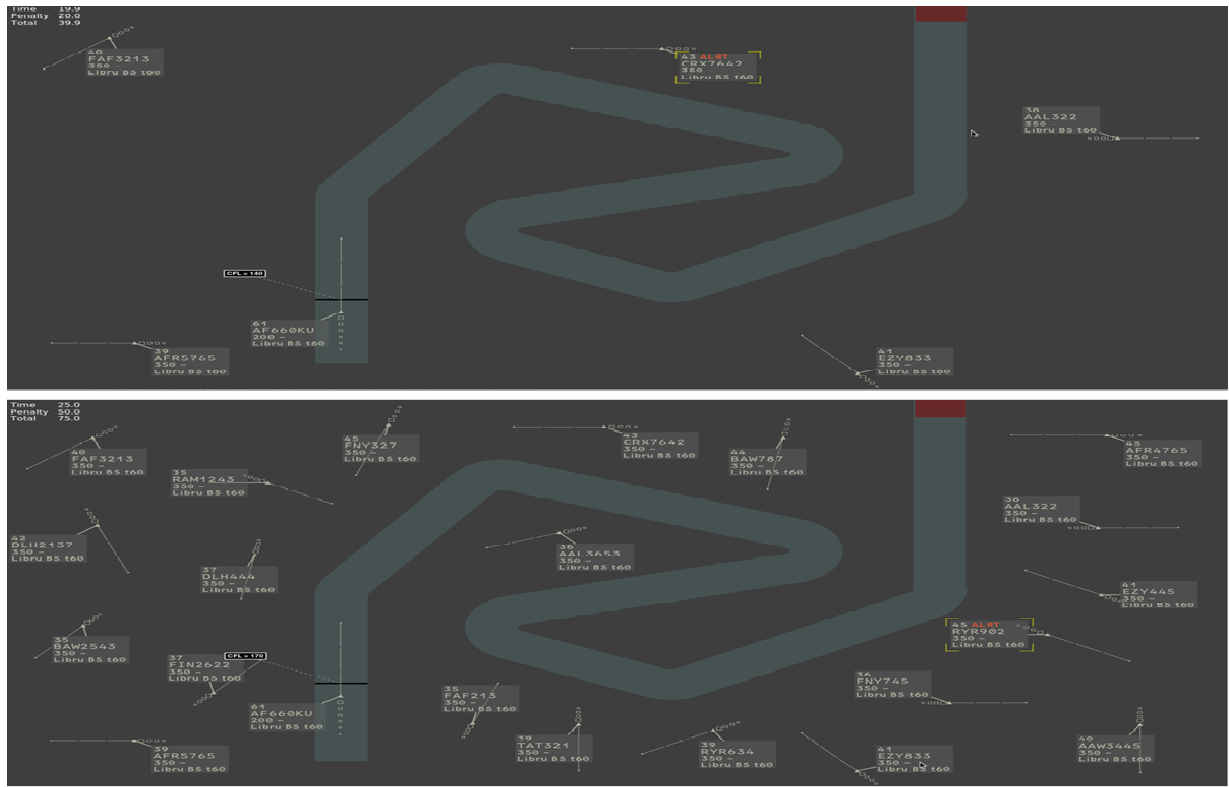 Time 19.9
Penalty 20.0
Total 39.9
40
FAF3213
350 -
Libru BS t60
43 ALRT
CRX7642
350
Libru BS t60
38
AAL322
350 -
Libru BS t60
CFL = 140
61
AF660KU
200 -
Libru BS t60
39
AFR5765
350 -
Libru BS t60
41
EZY833
350 -
Libru BS t60
Time 25.0
Penalty 50.0
Total 75.0
40
FAF3213
350 -
Libru BS t60
35
RAM1243
350 -
Libru BS t60
45
FNY327
350 -
Libru BS t60
43
CRX7642
350 -
Libru BS t60
44
BAW787
350 -
Libru BS t60
45
AFR4765
350 -
Libru BS t60
38
AAL322
350 -
Libru BS t60
42
DLH2137
350 =
Libru BS t60
37
DLH444
350 -
Libru BS t60
36
350 -
Libru BS t60
41
EZY445
350 -
Libru BS t60
45 ALRT
RYR902
350 -
Libru BS t60
35
BAW2543
350 -
Libru BS t60
37
FIN2622
350 -
Libru BS t60
CFL = 170
61
AF660KU
200 -
Libru BS t60
35
FAF213
350 -
Libru BS t60
FNY745
350 -
Libru BS t60
39
AFR5765
350 -
Libru BS t60
38
TAT321
350 -
Libru BS t60
39
RYR634
350 -
Libru BS t60
41
EZY833
350 -
Libru BS t60
46
AAW3445
350 -
Libru BS t60